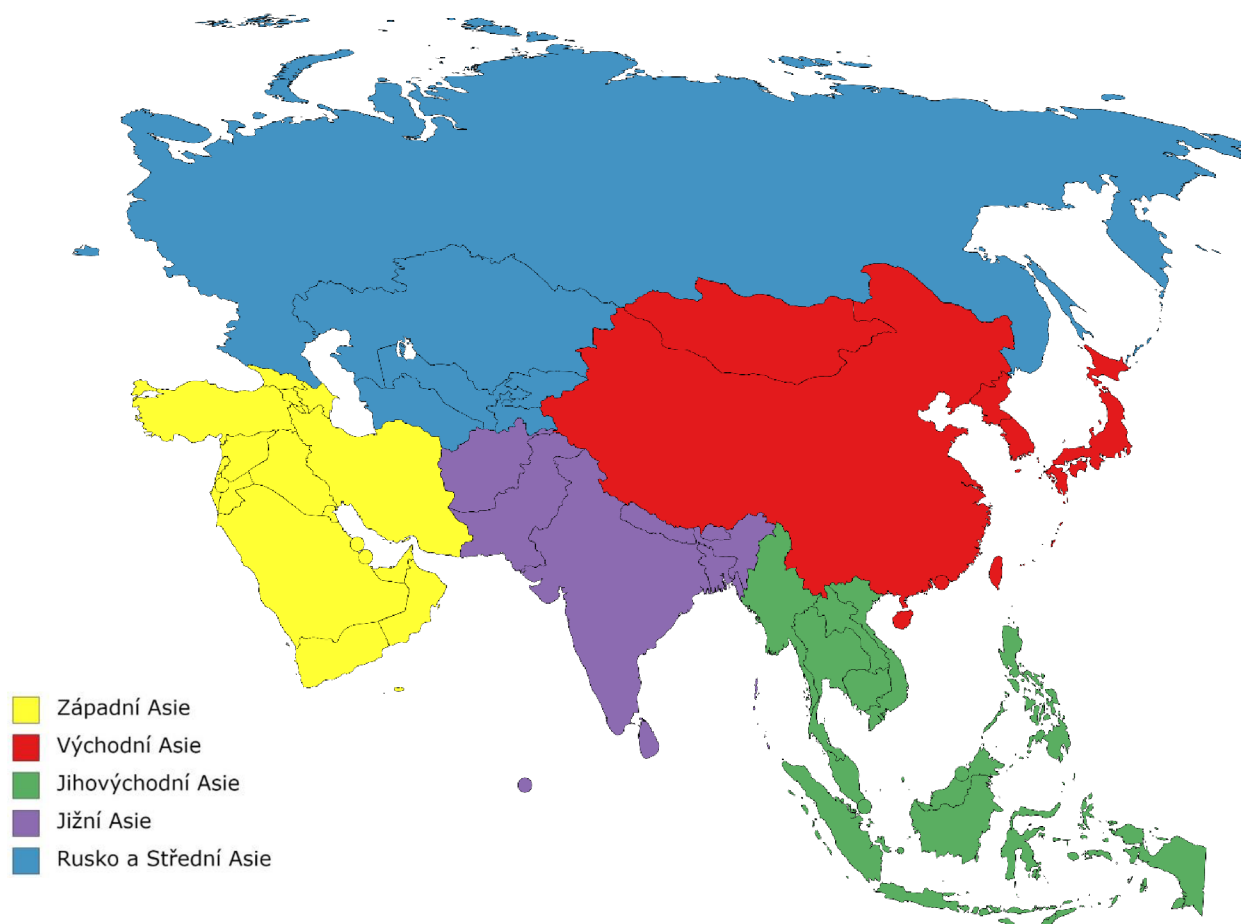 Západní Asie
Východní Asie
Jihovýchodní Asie
Jižní Asie
Rusko a Střední Asie